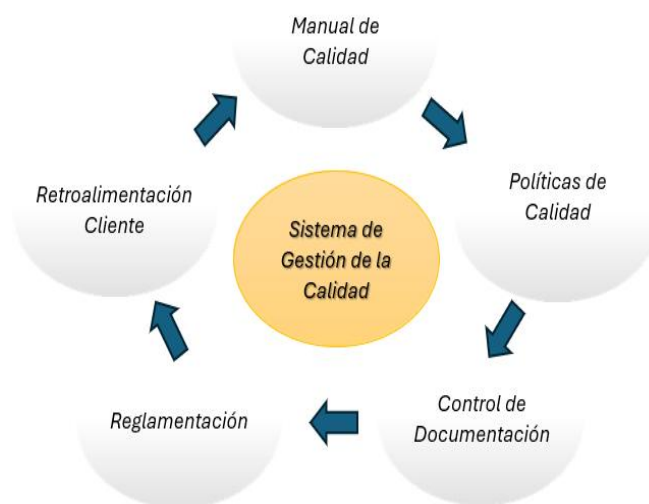 Manual de
Calidad
Políticas de
Calidad
Retroalimentación
Cliente
Sistema de
Gestión de la
Calidad
Control de
Documentación
Reglamentación